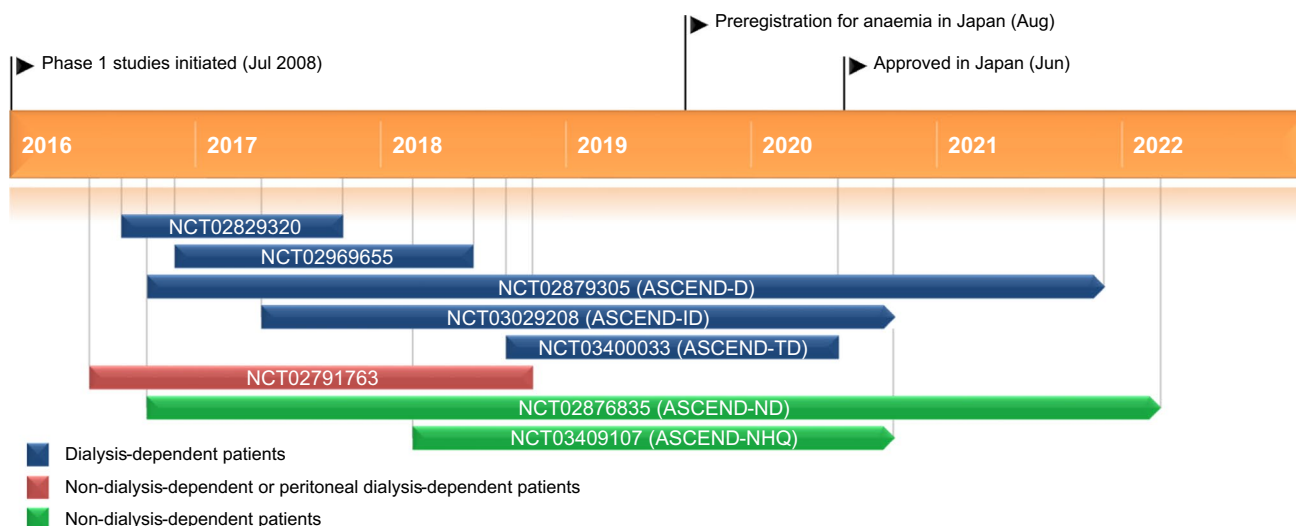 Preregistration for anaemia in Japan (Aug)
Phase 1 studies initiated (Jul 2008)
Approved in Japan (Jun)
2016 2017 2018 2019 2020 2021 2022
NCT02829320
NCT02969655
NCT02879305 (ASCEND-D)
NCT03029208 (ASCEND-ID)
NCT03400033 (ASCEND-TD)
NCT02791763
NCT02876835 (ASCEND-ND)
NCT03409107 (ASCEND-NHQ)
Dialysis-dependent patients
Non-dialysis-dependent or peritoneal dialysis-dependent patients
Non-dialysis-dependent patients